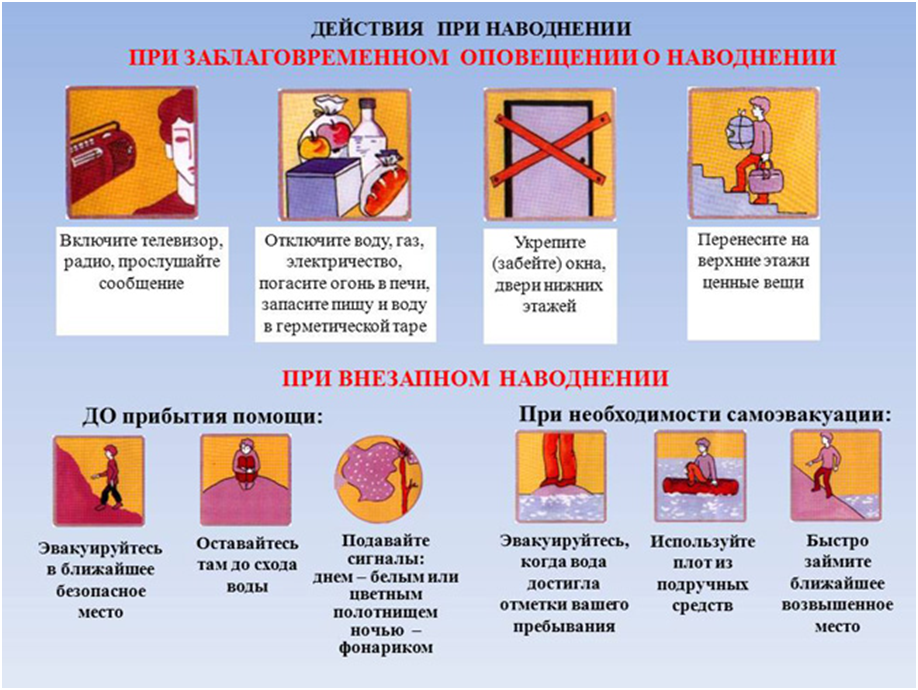 ДЕЙСТВИЯ ПРИ НАВОДНЕНИИ
ПРИ ЗАБЛАГОВРЕМЕННОМ ОПОВЕЩЕНИИ О НАВОДНЕНИИ
Включите телевизор,
радио, прослушайте
сообщение
Отключите воду, газ,
электричество,
погасите огонь в печи,
запасите пищу и воду
в герметической таре
Укрепите
(забейте) окна,
двери нижних
этажей
Перенесите на
верхние этажи
ценные вещи
ПРИ ВНЕЗАПНОМ НАВОДНЕНИИ
ДО прибытия помощи:
Эвакуируйтесь
в ближайшее
безопасное
место
Оставайтесь
там до схода
воды
Подавайте
сигналы:
днем – белым или
цветным
полотнищем
ночью –
фонариком
При необходимости самоэвакуации:
Эвакуируйтесь,
когда вода
достигла
отметки вашего
пребывания
Используйте
плот из
подручных
средств
Быстро
займите
ближайшее
возвышенное
место